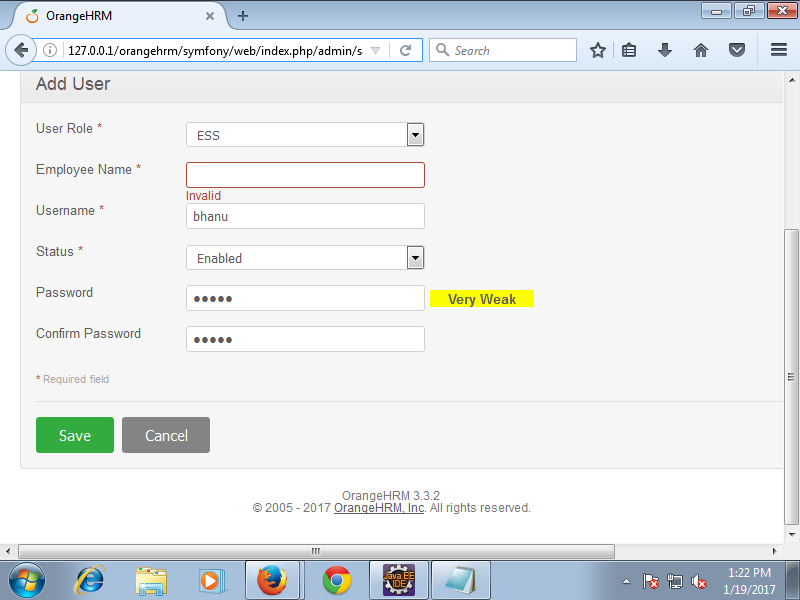 OrangeHRM
127.0.0.1/orangehrm/symfony/web/index.php/admin/s
Search
Add User
User Role *
ESS
Employee Name *
Invalid
Username *
bhanu
Status *
Enabled
Password
●●●●●
Very Weak
Confirm Password
●●●●●
* Required field
Save
Cancel
OrangeHRM 3.3.2
© 2005 - 2017 OrangeHRM, Inc. All rights reserved.
Java EE
IDE
1:22 PM
1/19/2017